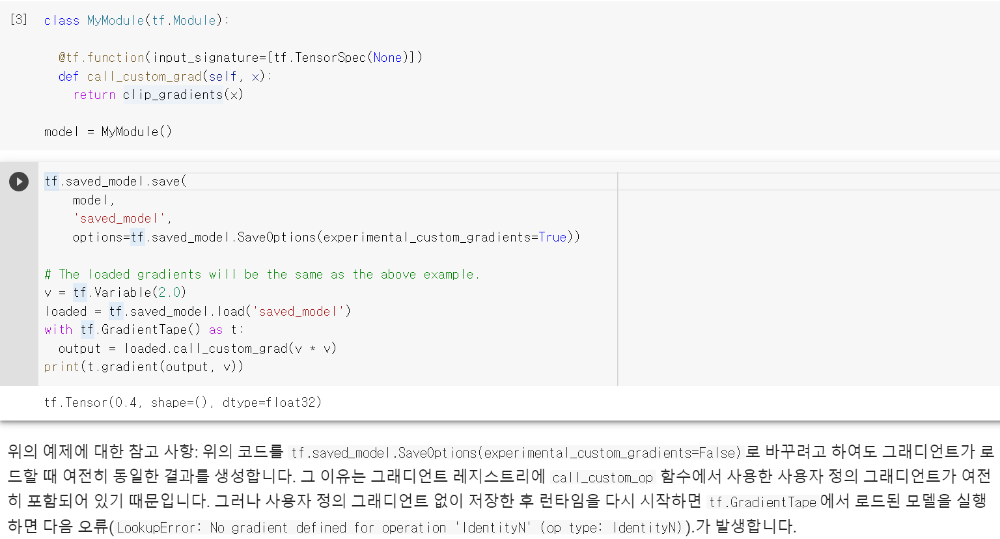 [3] class MyModule(tf.Module):
@tf.function(input_signature=[tf.TensorSpec(None)])
def call_custom_grad(self, x):
return clip_gradients(x)
model = MyModule()
tf.saved_model.save(
model,
'saved_model',
options=tf.saved_model.SaveOptions(experimental_custom_gradients=True))
# The loaded gradients will be the same as the above example.
v = tf.Variable(2.0)
loaded = tf.saved_model.load('saved_model')
with tf.GradientTape() as t:
output = loaded.call_custom_grad(v * v)
print(t.gradient(output, v))
tf.Tensor(0.4, shape=(), dtype=float32)
위의 예제에 대한 참고 사항: 위의 코드를 tf.saved_model.SaveOptions(experimental_custom_gradients=False)로 바꾸려고 하여도 그래디언트가 로
드할 때 여전히 동일한 결과를 생성합니다. 그 이유는 그래디언트 레지스트리에 call_custom_op 함수에서 사용한 사용자 정의 그래디언트가 여전
히 포함되어 있기 때문입니다. 그러나 사용자 정의 그래디언트 없이 저장한 후 런타임을 다시 시작하면 tf.GradientTape에서 로드된 모델을 실행
하면 다음 오류(LookupError: No gradient defined for operation 'IdentityN' (op type: IdentityN)).가 발생합니다.